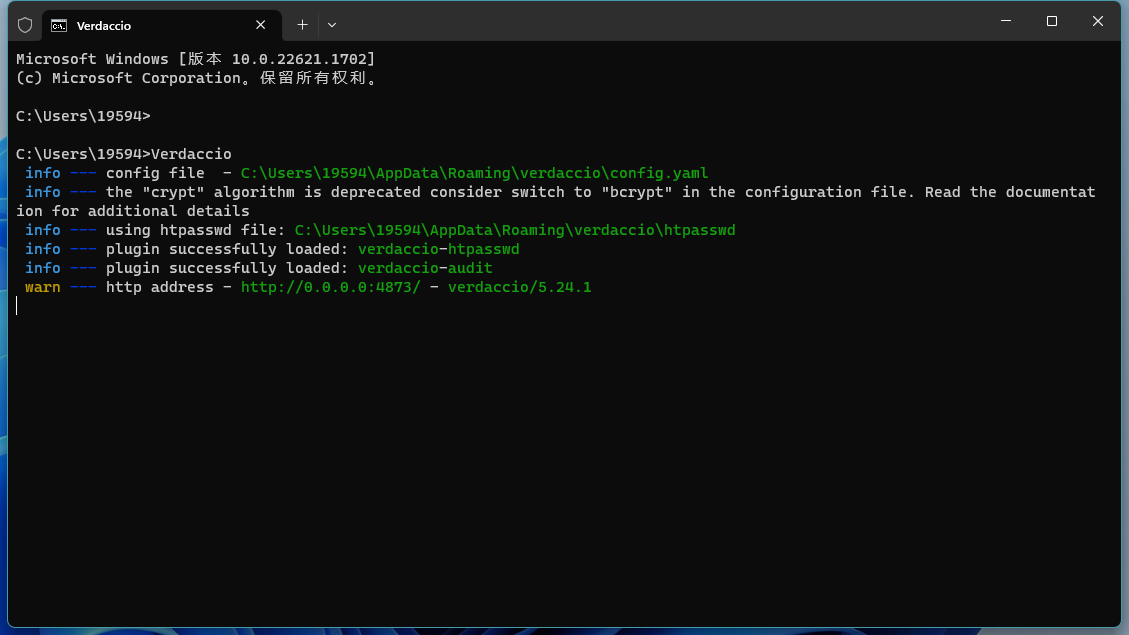 Verdaccio
Microsoft Windows [版本 10.0.22621.1702]
(c) Microsoft Corporation。保留所有权利。
C:\Users\19594>
C:\Users\19594>Verdaccio
info --- config file  - C:\Users\19594\AppData\Roaming\verdaccio\config.yaml
info --- the "crypt" algorithm is deprecated consider switch to "bcrypt" in the configuration file. Read the documentat
ion for additional details
info --- using htpasswd file: C:\Users\19594\AppData\Roaming\verdaccio\htpasswd
info --- plugin successfully loaded: verdaccio-htpasswd
info --- plugin successfully loaded: verdaccio-audit
warn --- http address - http://0.0.0.0:4873/ - verdaccio/5.24.1